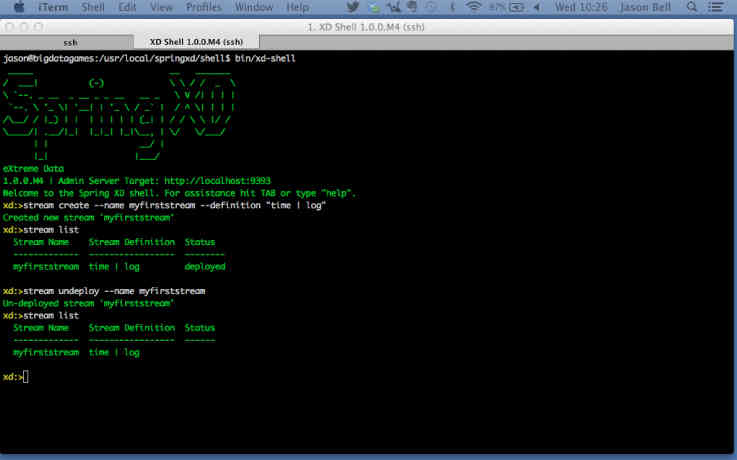 iTerm Shell Edit View Profiles Window Help 97% Wed 10:26 Jason Bell
1. XD Shell 1.0.0.M4 (ssh)
ssh XD Shell 1.0.0.M4 (ssh)
jason@bigdatagames:/usr/local/springxd/shell$ bin/xd-shell
eXtreme Data
1.0.0.M4 | Admin Server Target: http://localhost:9393
Welcome to the Spring XD shell. For assistance hit TAB or type "help".
xd:>stream create --name myfirststream --definition "time | log"
Created new stream 'myfirststream'
xd:>stream list
Stream Name Stream Definition Status
------------- ----------------- --------
myfirststream time | log deployed
xd:>stream undeploy --name myfirststream
Un-deployed stream 'myfirststream'
xd:>stream list
Stream Name Stream Definition Status
------------- ----------------- ------
myfirststream time | log
xd:>